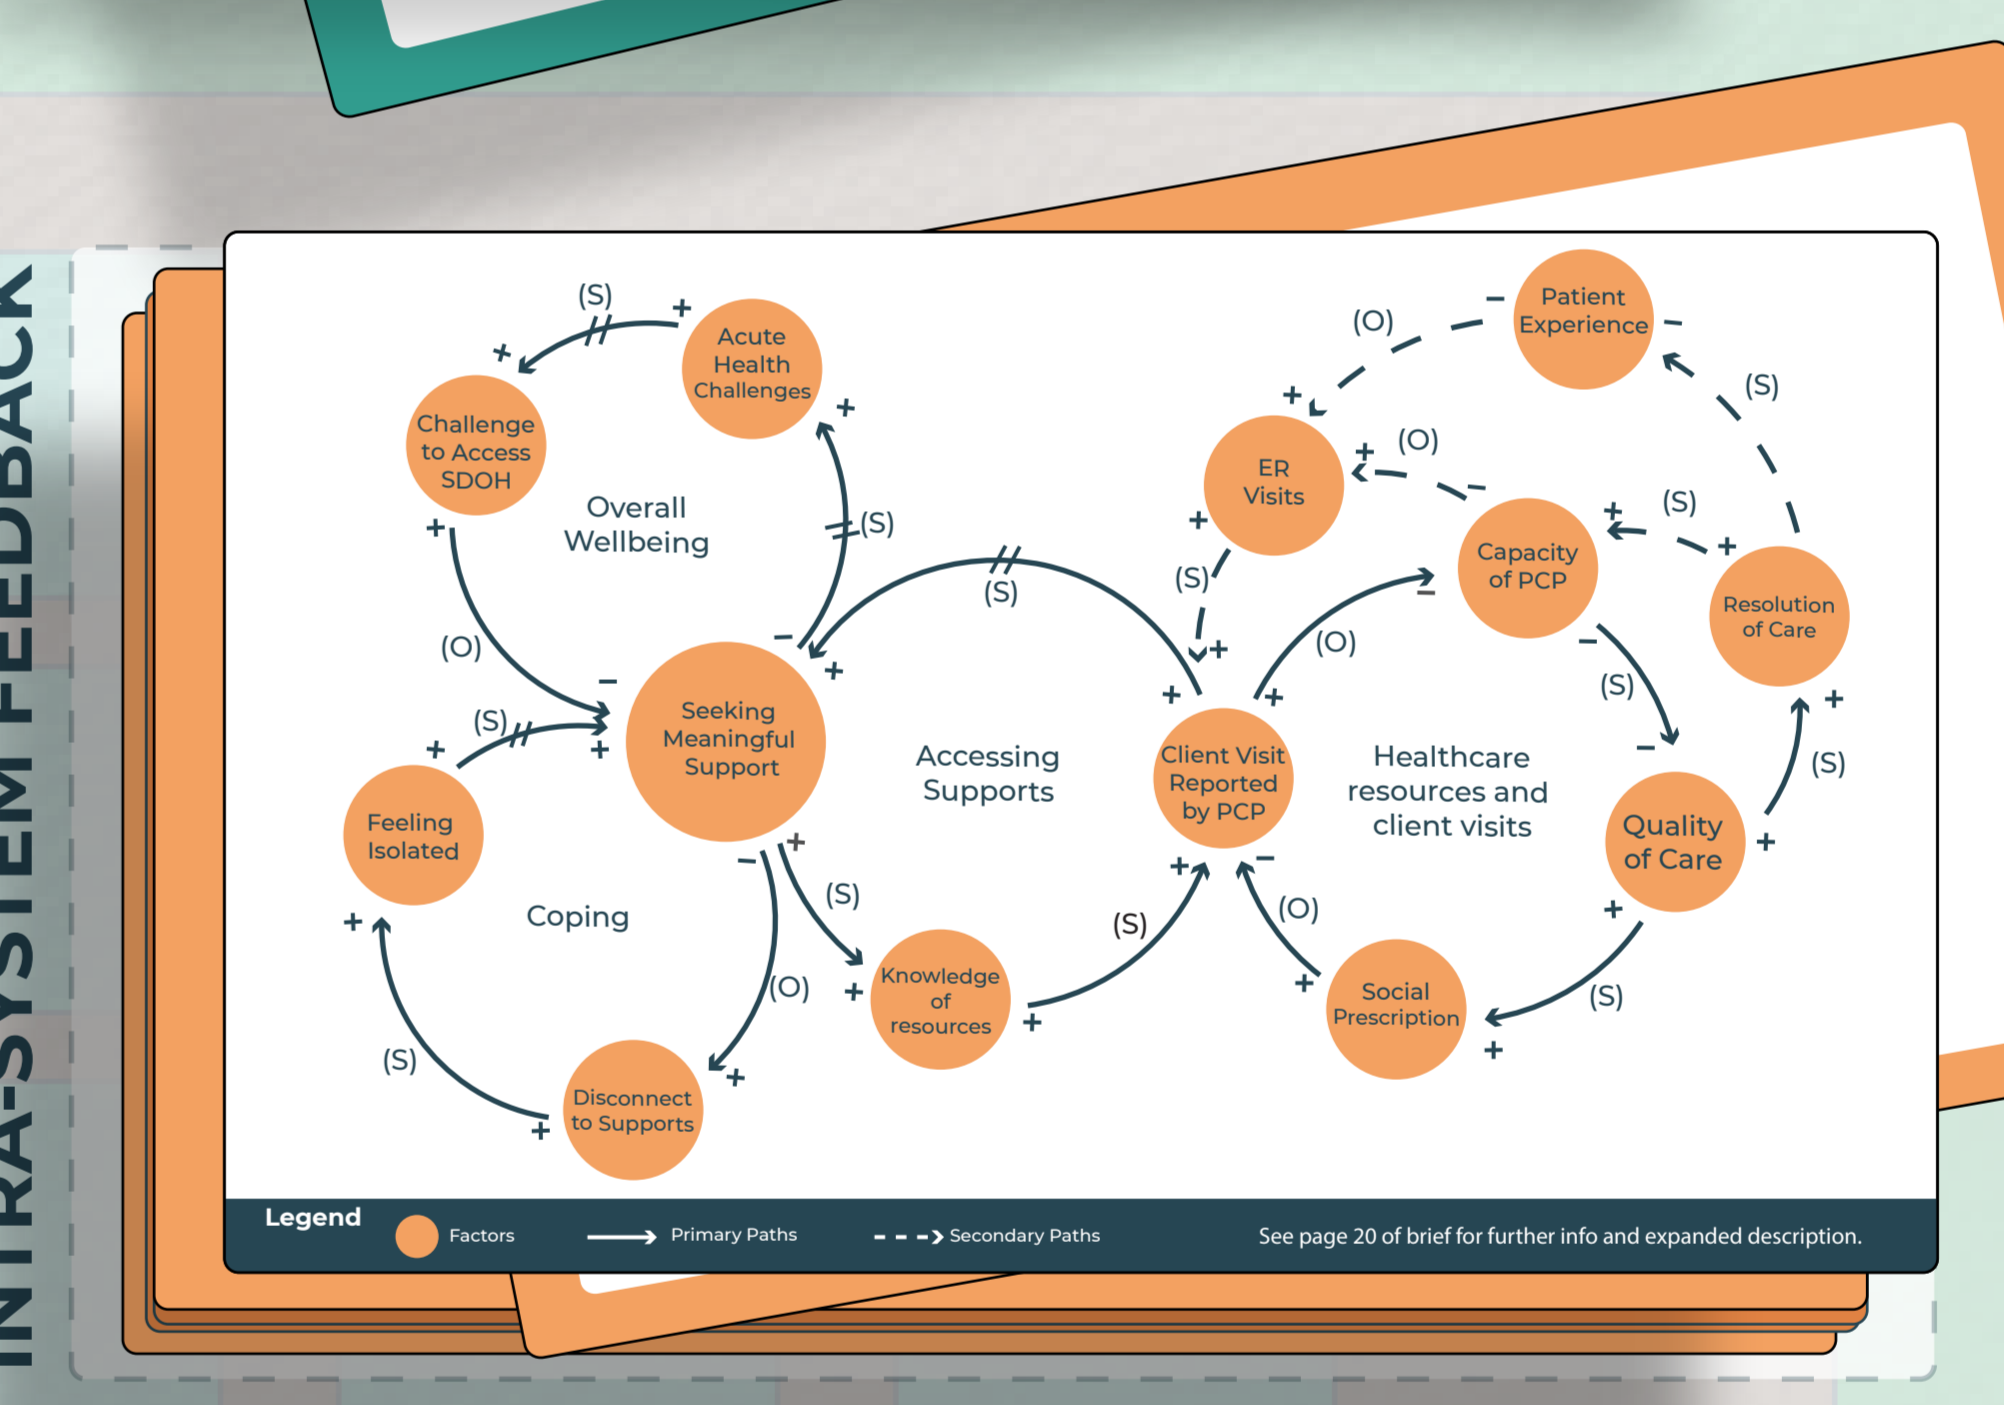 INTRA-SYSTEM FEEDBACK
Patient
Experience
(S)
+
Acute
Health
Challenges
−
−
(O)
(S)
+
+
+
+
Challenge
to Access
SDOH
+
(O)
ER
Visits
−
(S)
+
+
Overall
Wellbeing
(S)
+
(S)
+
Capacity
of PCP
Resolution
of Care
(S)
−
(O)
−
−
(O)
+
+
+
+
−
(S)
+
(S)
+
−
(S)
Seeking
Meaningful
Support
Accessing
Supports
Client Visit
Reported
by PCP
Healthcare
resources and
client visits
(S)
Feeling
Isolated
Quality
of Care
+
−
+
+
−
+
+
Coping
(S)
(S)
(O)
+
(O)
+
+
Knowledge
of
resources
+
Social
Prescription
(S)
+
(S)
+
+
Disconnect
to Supports
Legend
Factors
Primary Paths
Secondary Paths
See page 20 of brief for further info and expanded description.